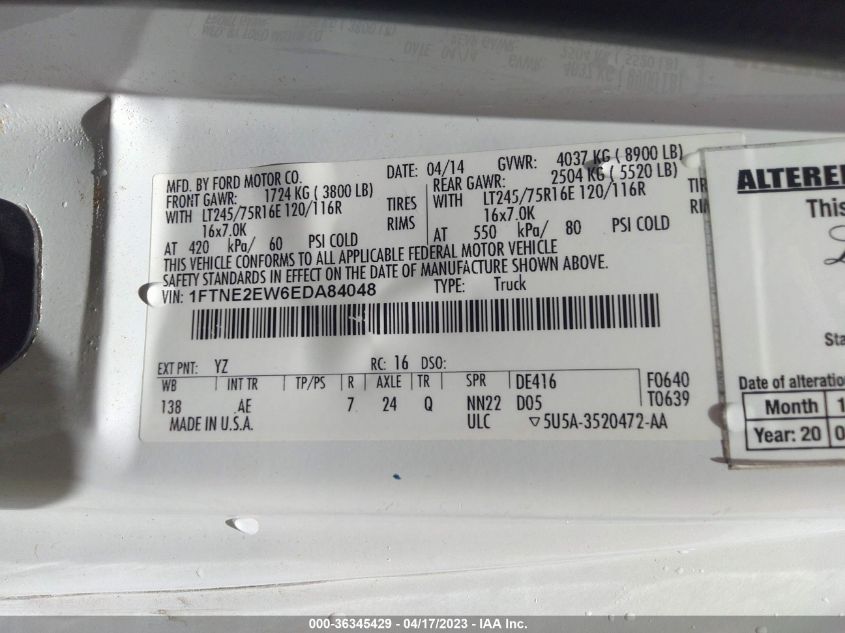 MFD. BY FORD MOTOR CO. DATE: 04/14 GVWR: 4037 KG ( 8900 LB)
FRONT GAWR: 1724 KG ( 3800 LB) REAR GAWR: 2504 KG ( 5520 LB)
WITH LT245/75R16E 120/116R TIRES WITH LT245/75R16E 120/116R
16x7.0K RIMS 16x7.0K
AT 420 kPa/ 60 PSI COLD AT 550 kPa/ 80 PSI COLD
THIS VEHICLE CONFORMS TO ALL APPLICABLE FEDERAL MOTOR VEHICLE
SAFETY STANDARDS IN EFFECT ON THE DATE OF MANUFACTURE SHOWN ABOVE.
VIN: 1FTNE2EW6EDA84048 TYPE: Truck
EXT PNT: YZ RC: 16 DSO:
WB INT TR TP/PS R AXLE TR SPR DE416 F0640
138 AE 7 24 Q NN22 D05 T0639
MADE IN U.S.A. ULC 5U5A-3520472-AA
ALTERE
This
Sta
Date of alteration
Month 1
Year: 20 0
000-36345429 - 04/17/2023 - IAA Inc.